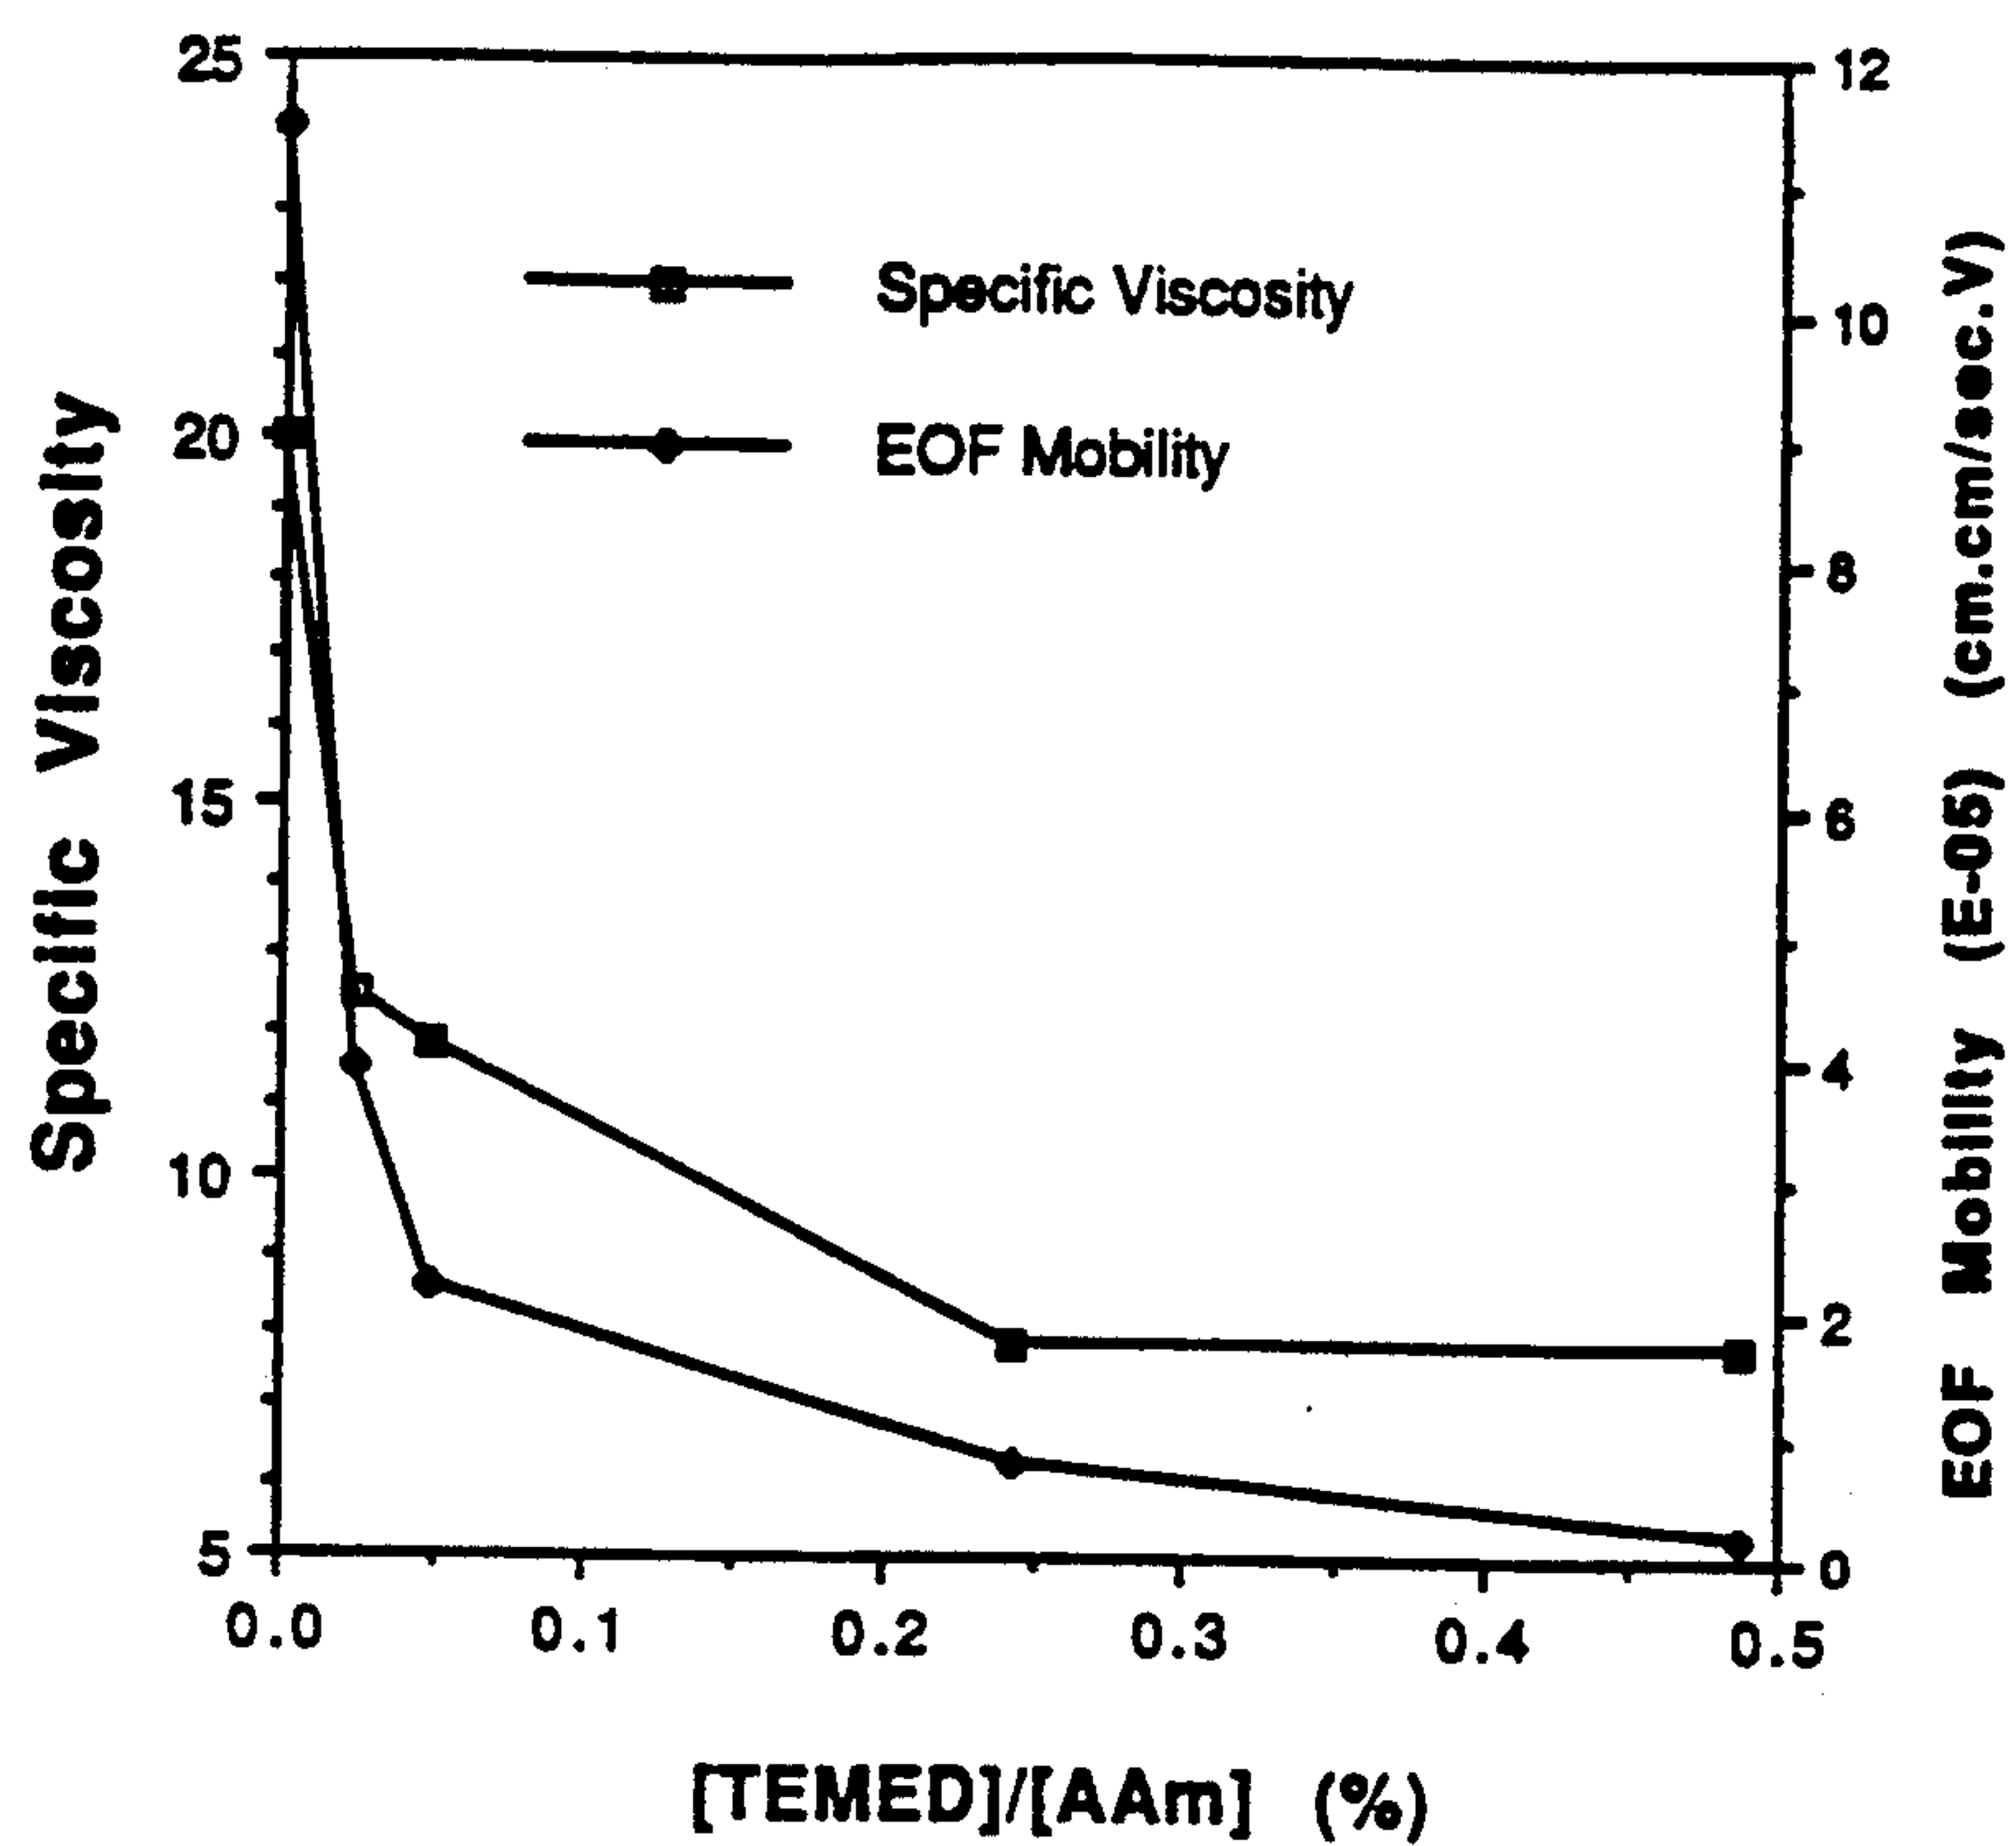 25
20
15
10
5
Specific Viscosity
Specific Viscosity
EOF Mobility
12
10
8
6
4
2
0
EOF Mobility (E-05) (cm.cm/sec.V)
0.0 0.1 0.2 0.3 0.4 0.5
[TEMED]/[AAm] (%)